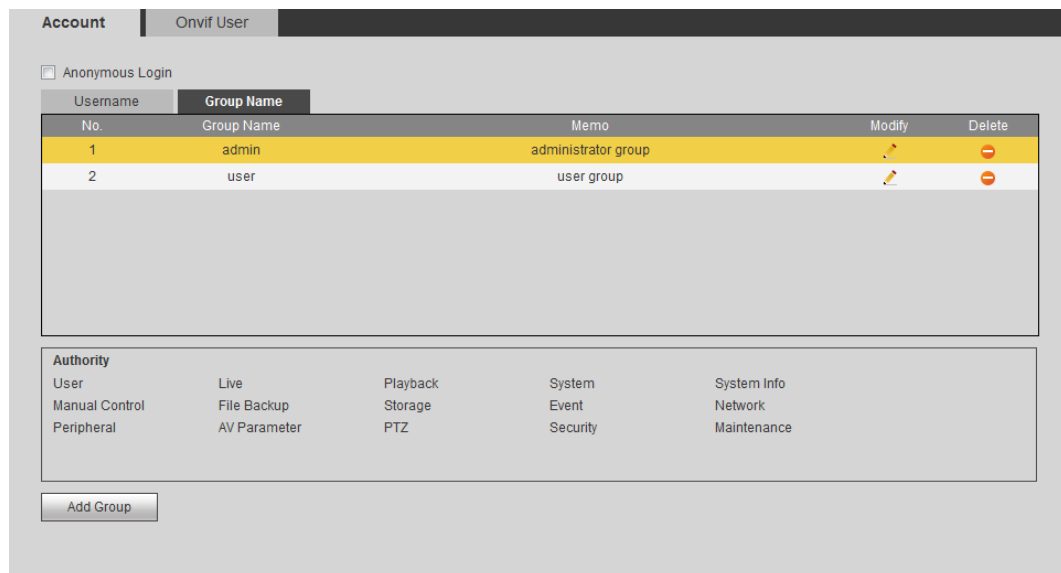 Account Onvif User
Anonymous Login
Username Group Name
No. Group Name Memo Modify Delete
1 admin administrator group
2 user user group
Authority
User Live Playback System System Info
Manual Control File Backup Storage Event Network
Peripheral AV Parameter PTZ Security Maintenance
Add Group